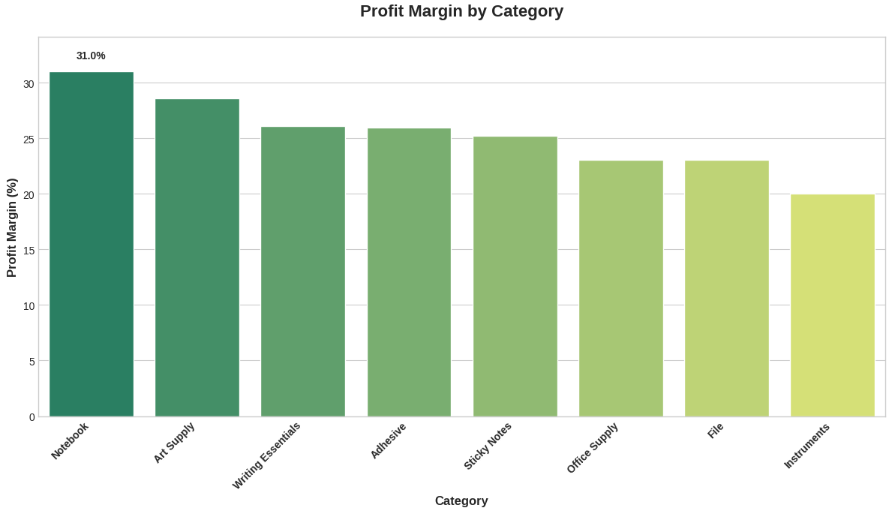 Profit Margin by Category
31.0%
Profit Margin (%)
30
25
20
15
10
5
0
Notebook
Art Supply
Writing Essentials
Adhesive
Sticky Notes
Office Supply
File
Instruments
Category